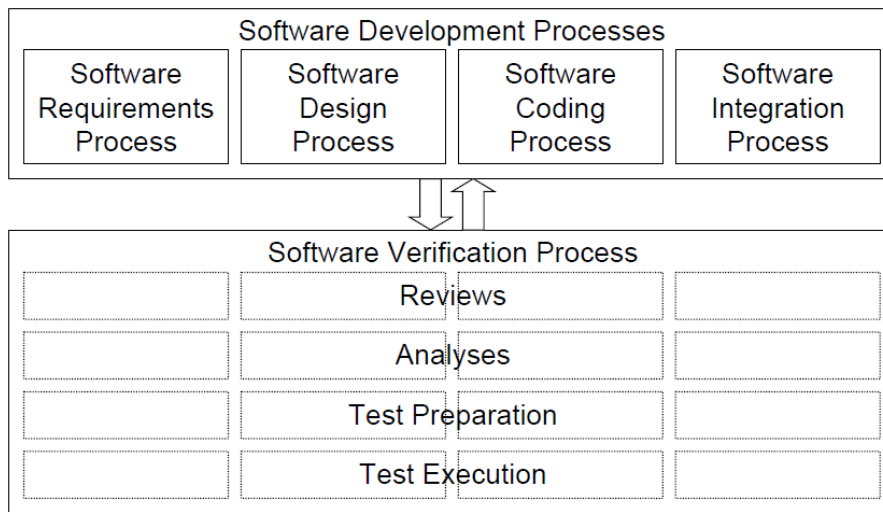 Software Development Processes
Software
Requirements
Process
Software
Design
Process
Software
Coding
Process
Software
Integration
Process
Software Verification Process
Reviews
Analyses
Test Preparation
Test Execution